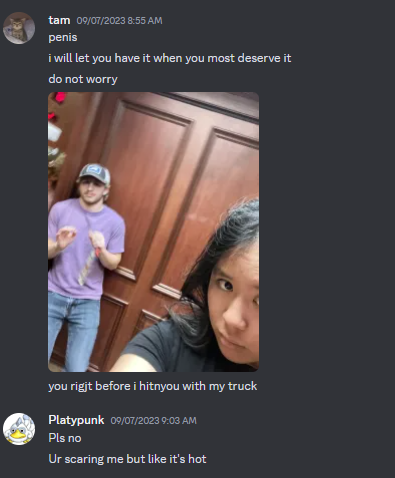 tam 09/07/2023 8:55 AM
penis
i will let you have it when you most deserve it
do not worry
you rigjt before i hitnyou with my truck
Platypunk 09/07/2023 9:03 AM
Pls no
Ur scaring me but like it's hot